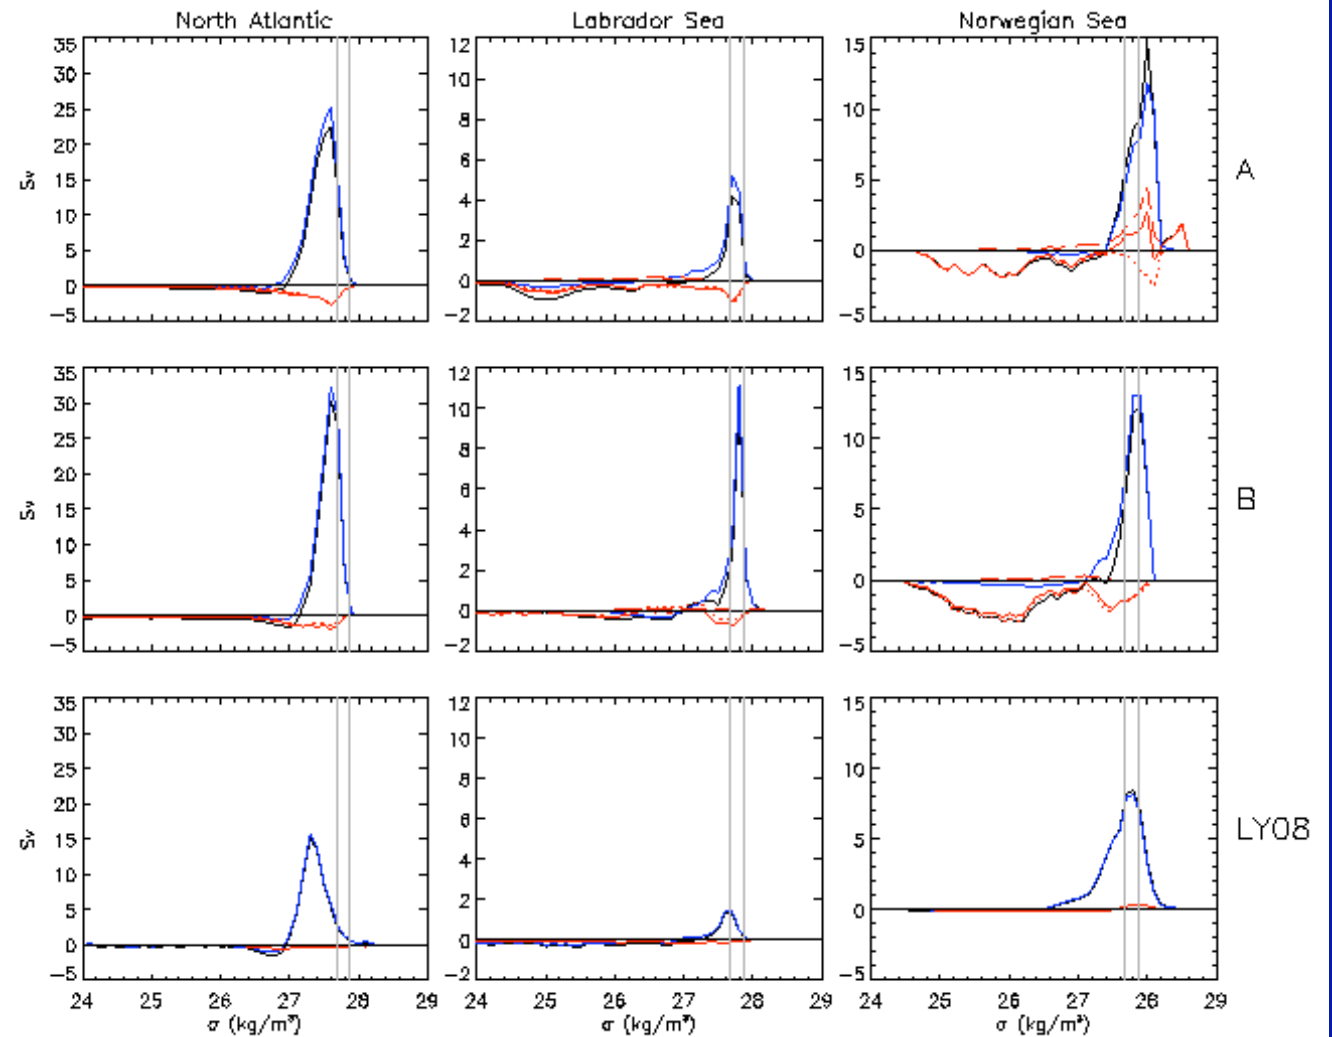 North Atlantic Labrador Sea Norwegian Sea
35 30 25 20 15 10 5 0 -5
Sv
12 10 8 6 4 2 0 -2
15 10 5 0 -5
A
35 30 25 20 15 10 5 0 -5
Sv
12 10 8 6 4 2 0 -2
15 10 5 0 -5
B
35 30 25 20 15 10 5 0 -5
Sv
12 10 8 6 4 2 0 -2
15 10 5 0 -5
LY08
24 25 26 27 28 29 24 25 26 27 28 29 24 25 26 27 28 29
σ (kg/m³) σ (kg/m³) σ (kg/m³)